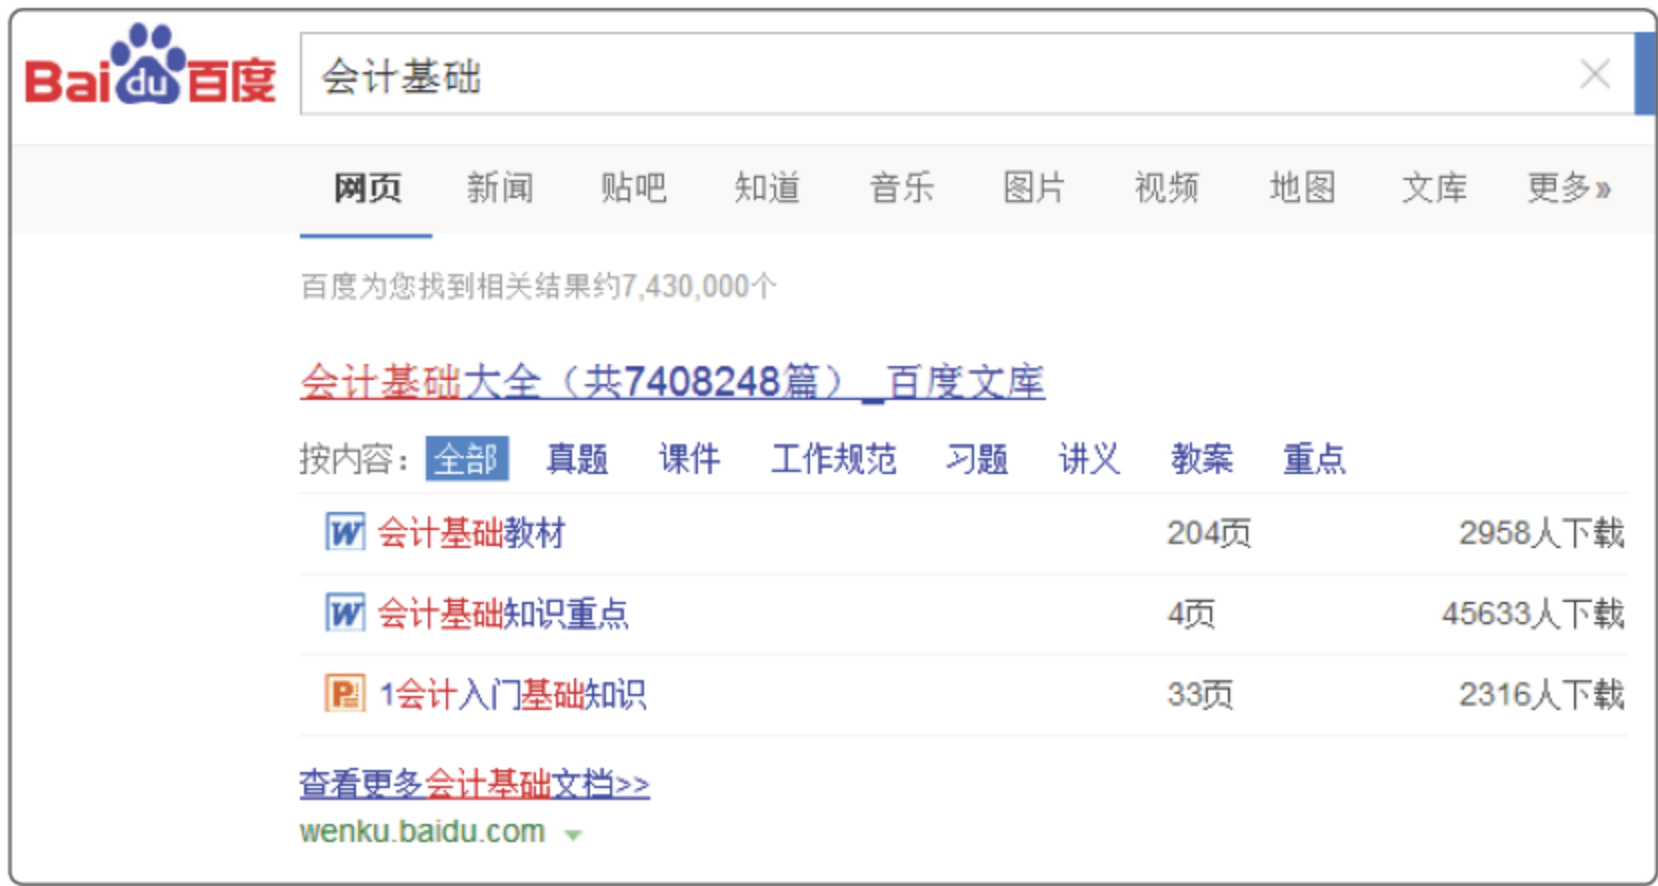 Baidu百度 会计基础
网页 新闻 贴吧 知道 音乐 图片 视频 地图 文库 更多»
百度为您找到相关结果约7,430,000个
会计基础大全（共7408248篇）_百度文库
按内容： 全部 真题 课件 工作规范 习题 讲义 教案 重点
会计基础教材 204页 2958人下载
会计基础知识重点 4页 45633人下载
1会计入门基础知识 33页 2316人下载
查看更多会计基础文档>>
wenku.baidu.com